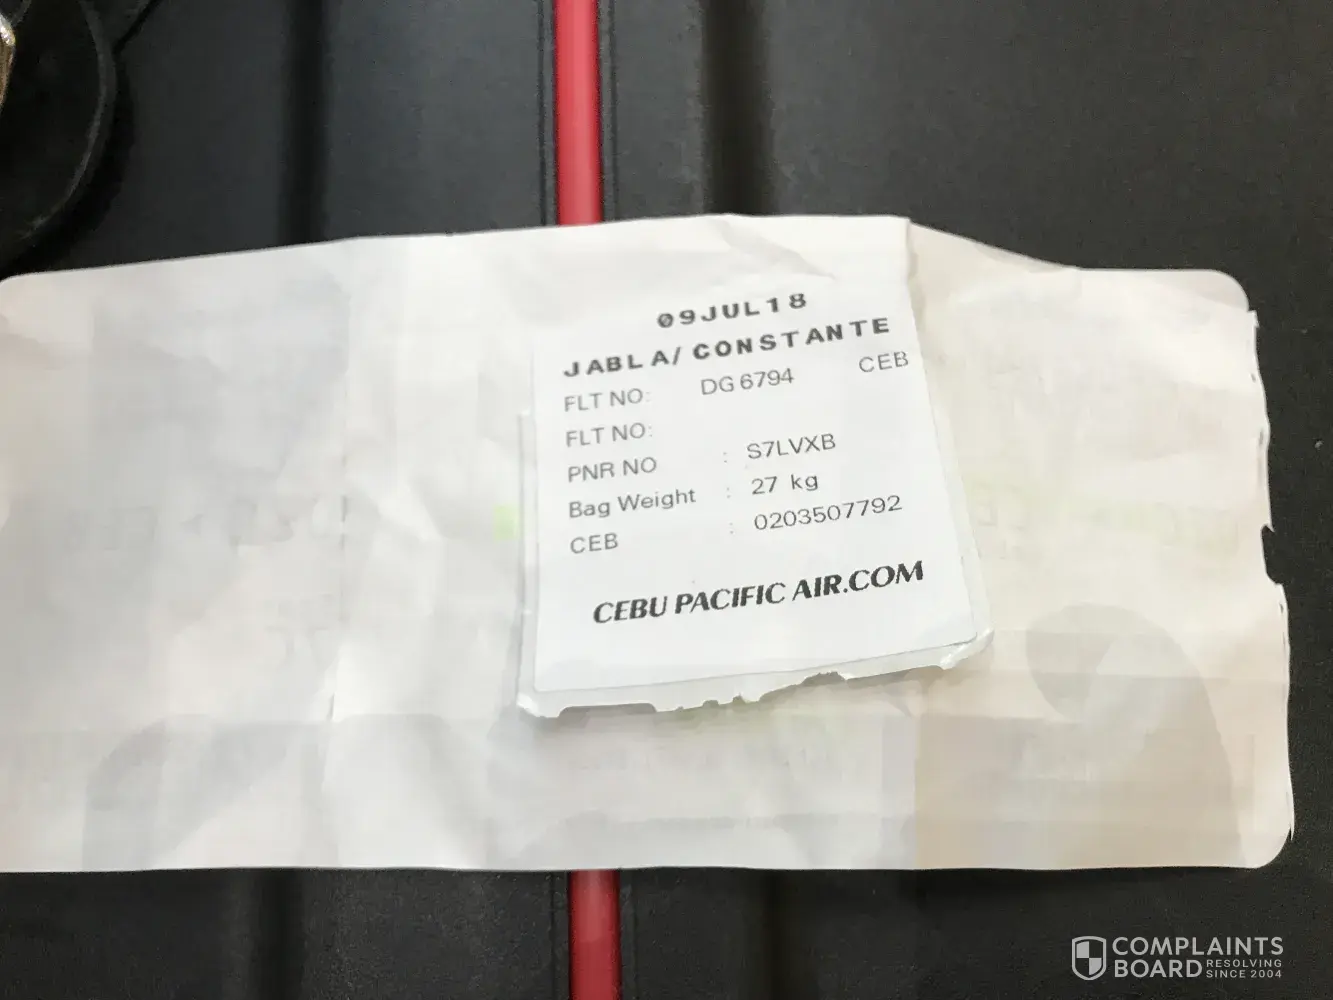 09JUL18
JABLA/CONSTANTE
FLT NO: DG 6794 CEB
FLT NO:
PNR NO : S7LVXB
Bag Weight : 27 kg
CEB : 0203507792
CEBU PACIFIC AIR.COM
COMPLAINTS
BOARD RESOLVING
SINCE 2004